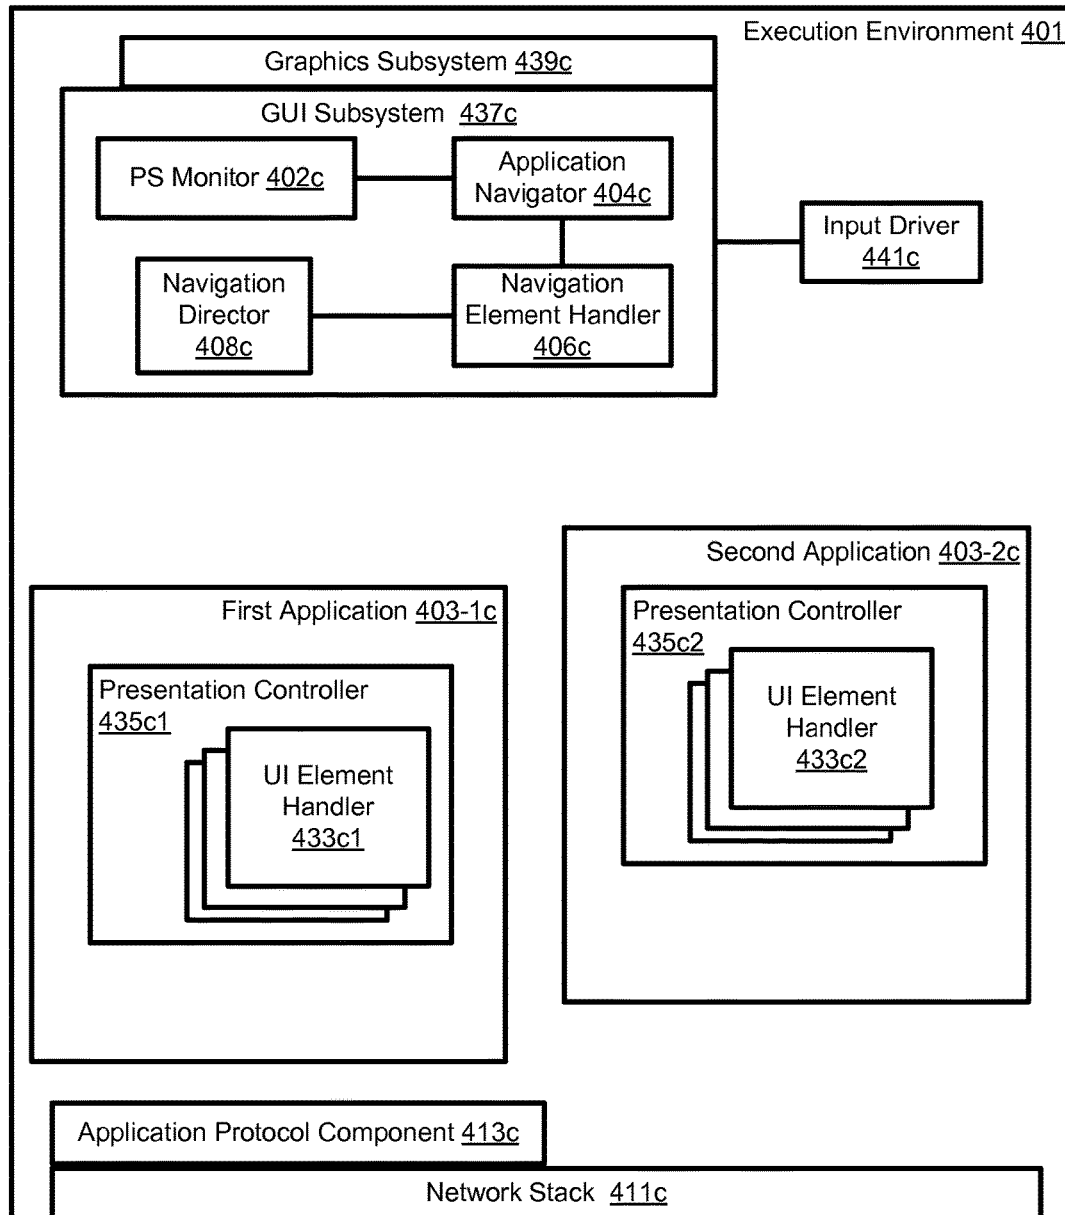 Execution Environment 401
Graphics Subsystem 439c
GUI Subsystem 437c
PS Monitor 402c
Application
Navigator 404c
Input Driver
441c
Navigation
Director
408c
Navigation
Element Handler
406c
Second Application 403-2c
First Application 403-1c
Presentation Controller
435c2
UI Element
Handler
433c2
Presentation Controller
435c1
UI Element
Handler
433c1
Application Protocol Component 413c
Network Stack 411c